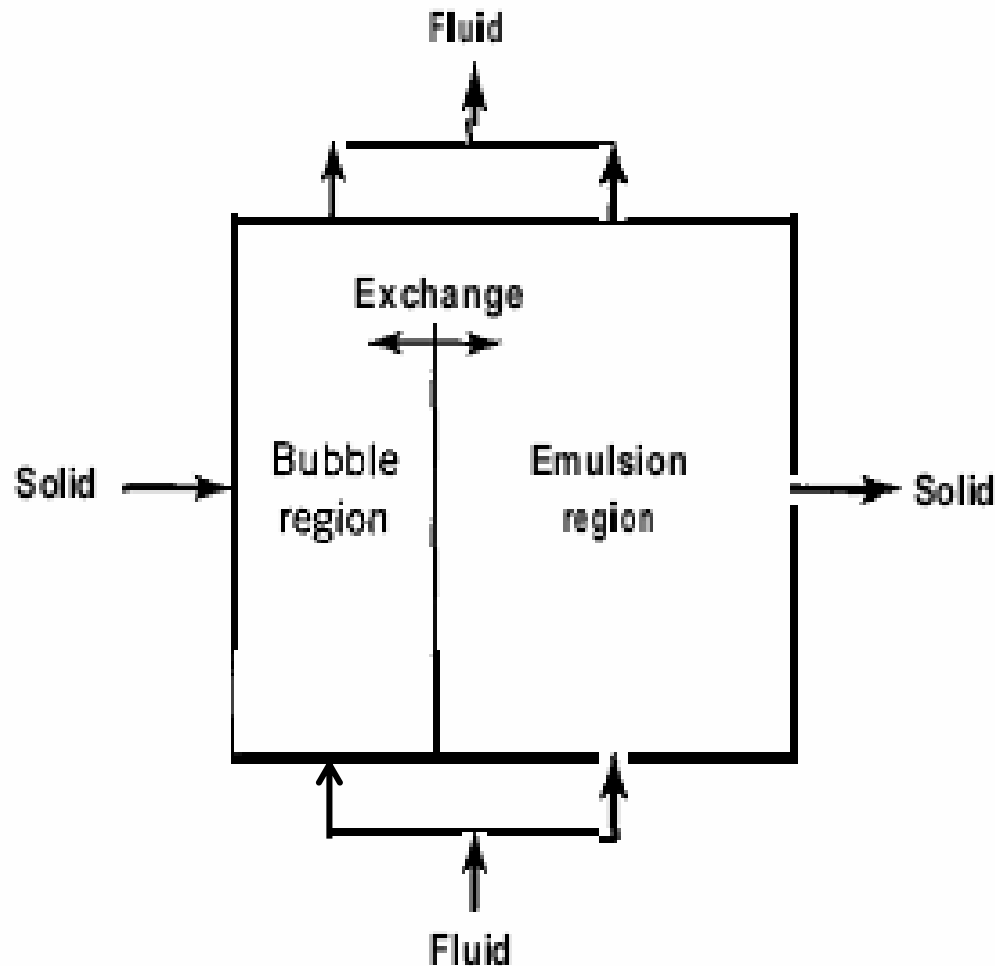 Fluid
Exchange
Bubble
region
Emulsion
region
Solid
Solid
Fluid